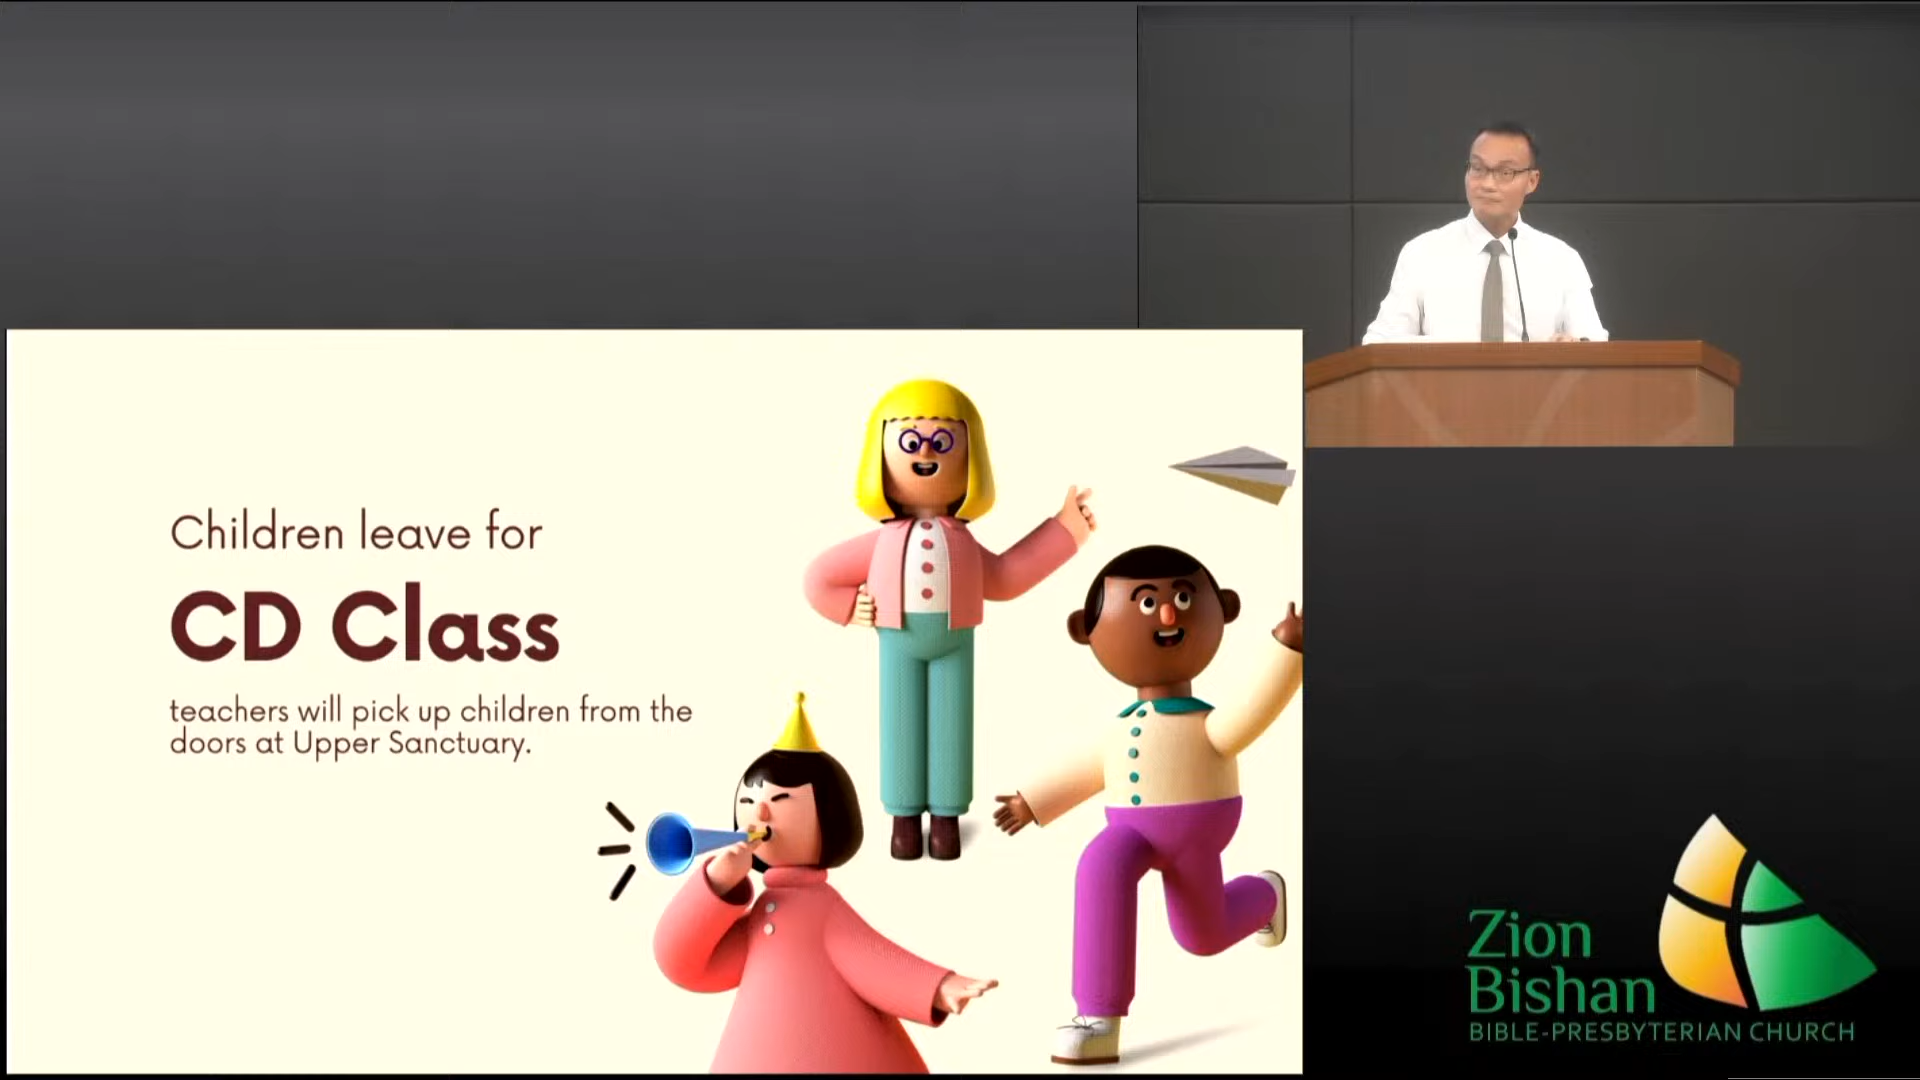 Children leave for
CD Class
teachers will pick up children from the
doors at Upper Sanctuary.
Zion
Bishan
BIBLE-PRESBYTERIAN CHURCH